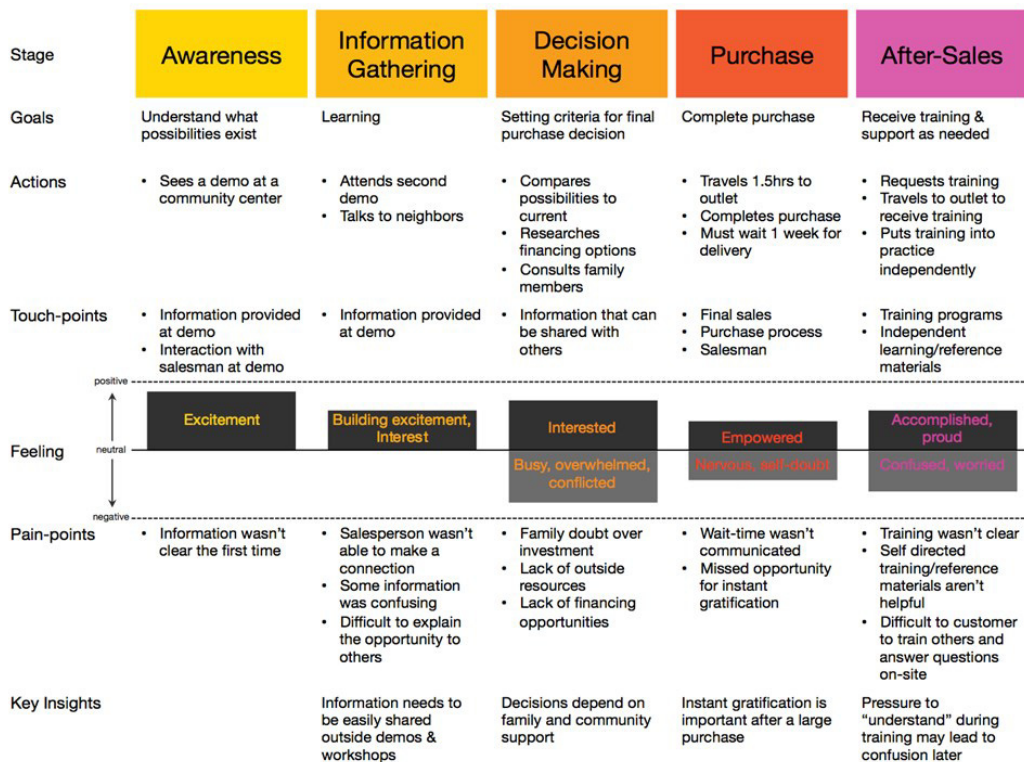 Stage
Awareness
Information
Gathering
Decision
Making
Purchase
After-Sales
Goals
Understand what
possibilities exist
Learning
Setting criteria for final
purchase decision
Complete purchase
Receive training &
support as needed
Actions
• Sees a demo at a
community center
• Attends second
demo
• Talks to neighbors
• Compares
possibilities to
current
• Researches
financing options
• Consults family
members
• Travels 1.5hrs to
outlet
• Completes purchase
• Must wait 1 week for
delivery
• Requests training
• Travels to outlet to
receive training
• Puts training into
practice
independently
Touch-points
• Information provided
at demo
• Interaction with
salesman at demo
• Information provided
at demo
• Information that can
be shared with
others
• Final sales
• Purchase process
• Salesman
• Training programs
• Independent
learning/reference
materials
positive
Feeling
neutral
negative
Excitement
Building excitement,
Interest
Interested
Busy, overwhelmed,
conflicted
Empowered
Nervous, self-doubt
Accomplished,
proud
Confused, worried
Pain-points
• Information wasn't
clear the first time
• Salesperson wasn't
able to make a
connection
• Some information
was confusing
• Difficult to explain
the opportunity to
others
• Family doubt over
investment
• Lack of outside
resources
• Lack of financing
opportunities
• Wait-time wasn't
communicated
• Missed opportunity
for instant
gratification
• Training wasn't clear
• Self directed
training/reference
materials aren't
helpful
• Difficult to customer
to train others and
answer questions
on-site
Key Insights
Information needs to
be easily shared
outside demos &
workshops
Decisions depend on
family and community
support
Instant gratification is
important after a large
purchase
Pressure to
"understand" during
training may lead to
confusion later